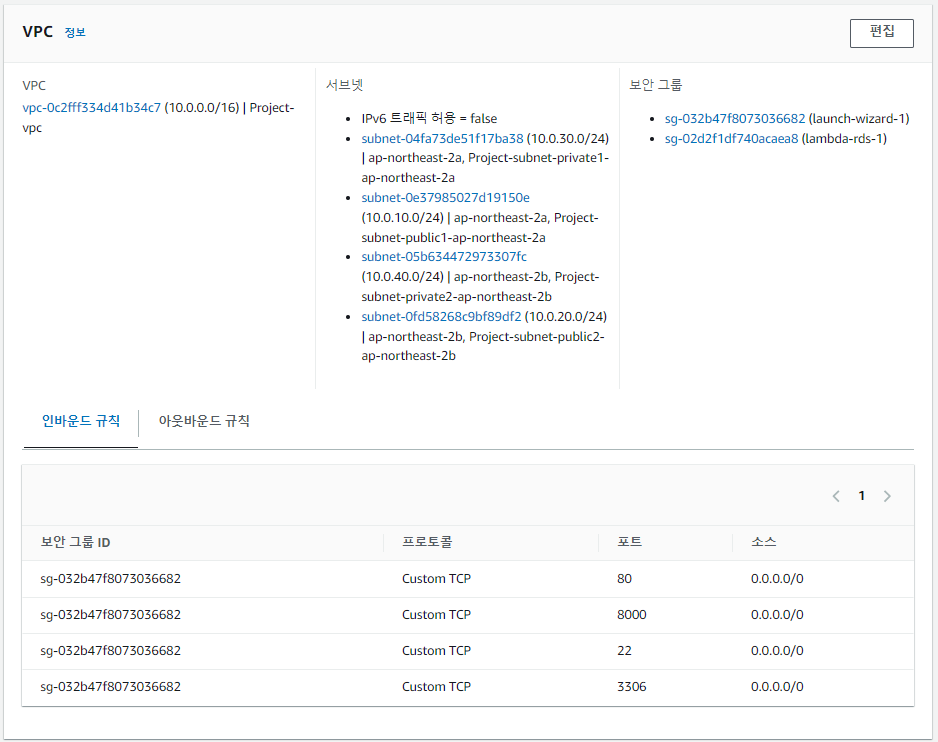 VPC 정보
편집
VPC
vpc-0c2fff334d41b34c7 (10.0.0.0/16) | Project-
vpc
서브넷
IPv6 트래픽 허용 = false
subnet-04fa73de51f17ba38 (10.0.30.0/24)
| ap-northeast-2a, Project-subnet-private1-
ap-northeast-2a
subnet-0e37985027d19150e
(10.0.10.0/24) | ap-northeast-2a, Project-
subnet-public1-ap-northeast-2a
subnet-05b634472973307fc
(10.0.40.0/24) | ap-northeast-2b, Project-
subnet-private2-ap-northeast-2b
subnet-0fd58268c9bf89df2 (10.0.20.0/24)
| ap-northeast-2b, Project-subnet-public2-
ap-northeast-2b
보안 그룹
sg-032b47f8073036682 (launch-wizard-1)
sg-02d2f1df740acaea8 (lambda-rds-1)
인바운드 규칙 아웃바운드 규칙
1
보안 그룹 ID 프로토콜 포트 소스
sg-032b47f8073036682 Custom TCP 80 0.0.0.0/0
sg-032b47f8073036682 Custom TCP 8000 0.0.0.0/0
sg-032b47f8073036682 Custom TCP 22 0.0.0.0/0
sg-032b47f8073036682 Custom TCP 3306 0.0.0.0/0